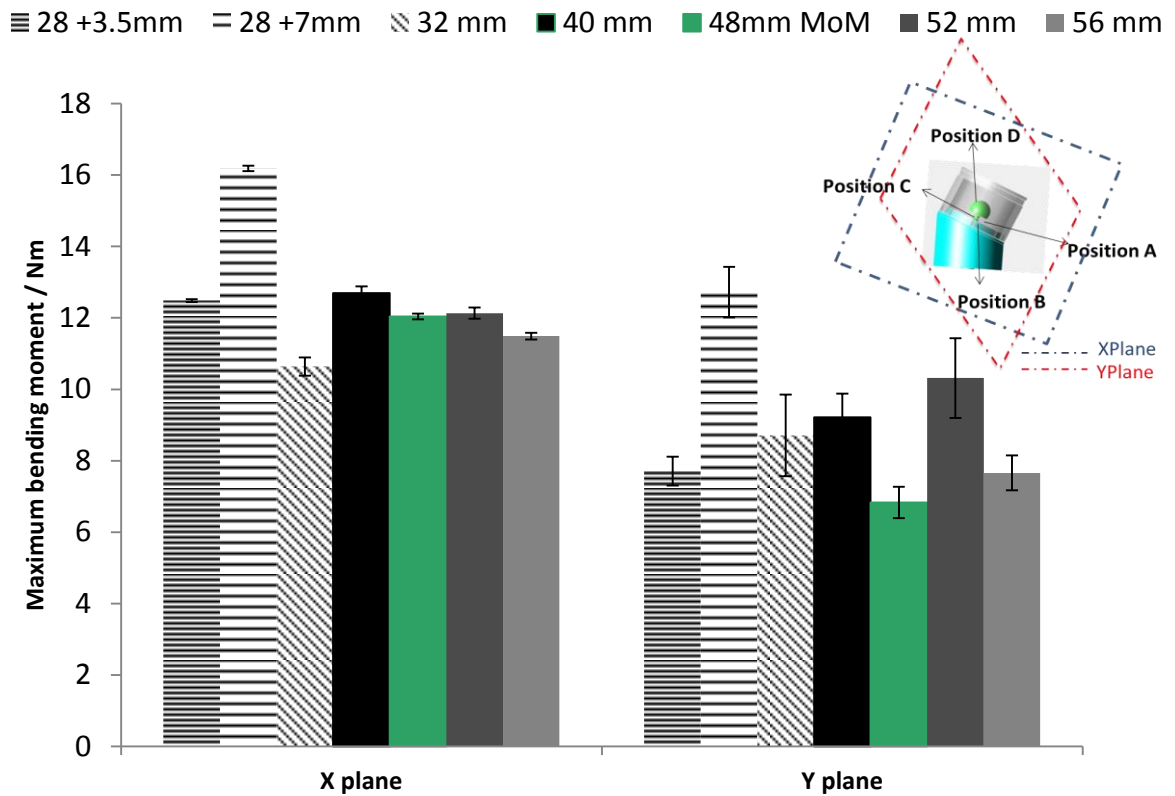 28 +3.5mm 28 +7mm 32 mm 40 mm 48mm MoM 52 mm 56 mm
Maximum bending moment / Nm
18
16
14
12
10
8
6
4
2
0
X plane Y plane
Position D
Position C
Position A
Position B
XPlane
YPlane